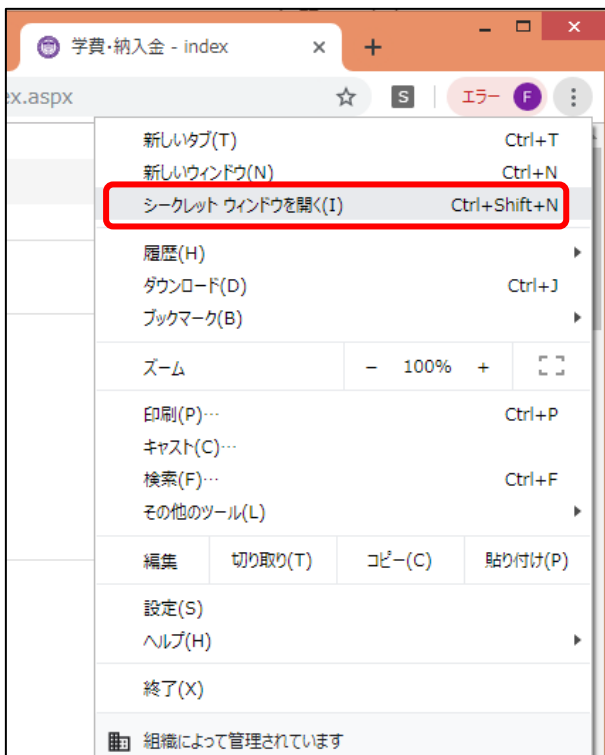 学費・納入金 - index × +
ex.aspx S エラー F
新しいタブ(T) Ctrl+T
新しいウィンドウ(N) Ctrl+N
シークレット ウィンドウを開く(I) Ctrl+Shift+N
履歴(H)
ダウンロード(D) Ctrl+J
ブックマーク(B)
ズーム - 100% +
印刷(P)… Ctrl+P
キャスト(C)…
検索(F)… Ctrl+F
その他のツール(L)
編集 切り取り(T) コピー(C) 貼り付け(P)
設定(S)
ヘルプ(H)
終了(X)
組織によって管理されています